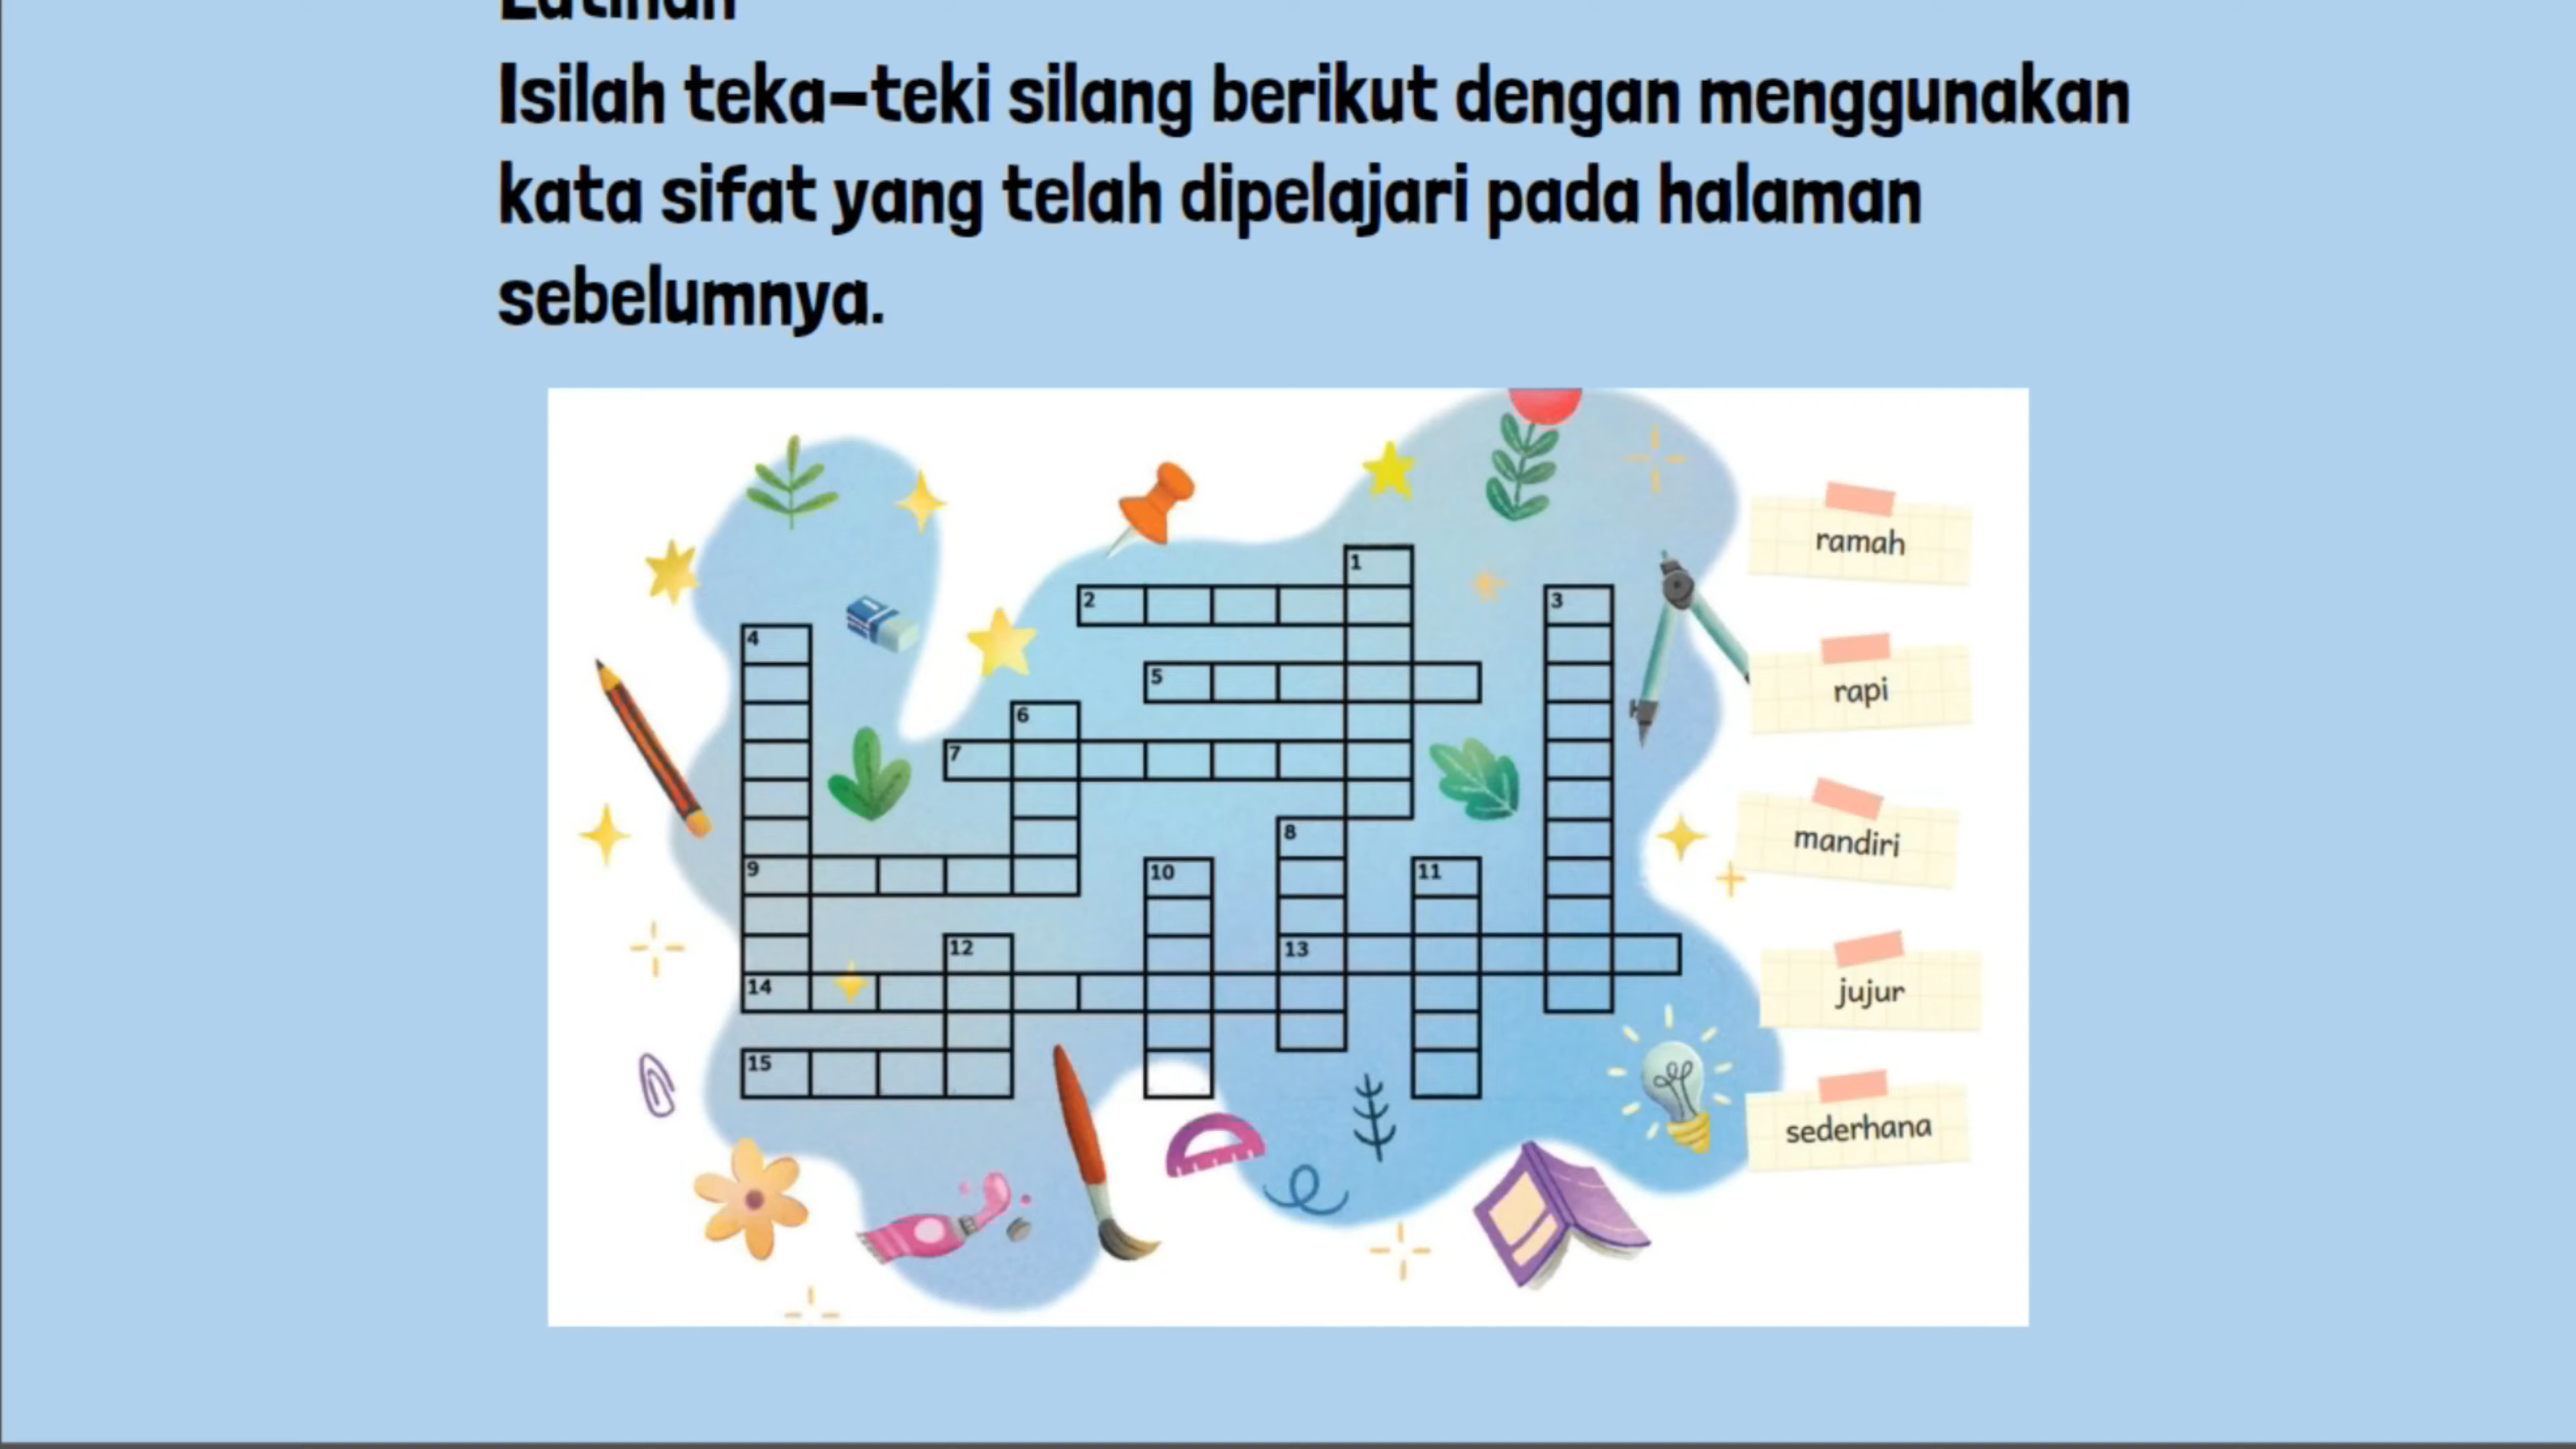 Latihan
Isilah teka-teki silang berikut dengan menggunakan
kata sifat yang telah dipelajari pada halaman
sebelumnya.
1
2
3
4
5
6
7
8
9
10
11
12
13
14
15
ramah
rapi
mandiri
jujur
sederhana